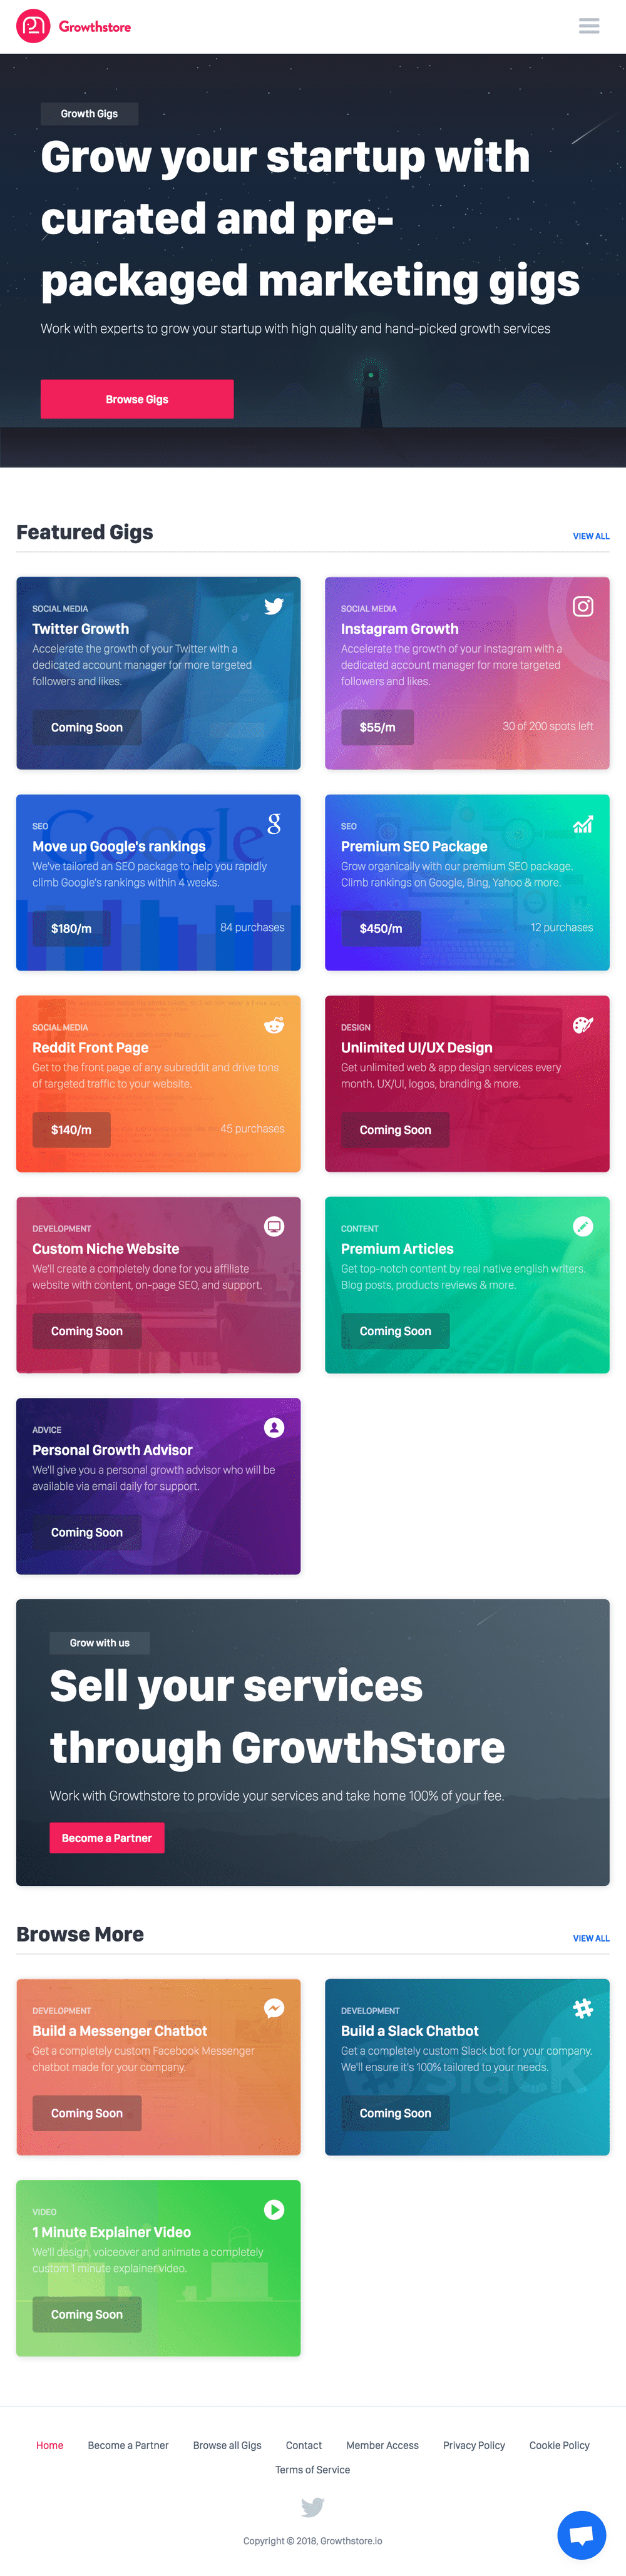 Growthstore
Growth Gigs
Grow your startup with
curated and pre-
packaged marketing gigs
Work with experts to grow your startup with high quality and hand-picked growth services
Browse Gigs
Featured Gigs
VIEW ALL
SOCIAL MEDIA
Twitter Growth
Accelerate the growth of your Twitter with a
dedicated account manager for more targeted
followers and likes.
Coming Soon
SOCIAL MEDIA
Instagram Growth
Accelerate the growth of your Instagram with a
dedicated account manager for more targeted
followers and likes.
$55/m
30 of 200 spots left
Google
SEO
g
Move up Google's rankings
We've tailored an SEO package to help you rapidly
climb Google's rankings within 4 weeks.
$180/m
84 purchases
SEO
Premium SEO Package
Grow organically with our premium SEO package.
Climb rankings on Google, Bing, Yahoo & more.
$450/m
12 purchases
SOCIAL MEDIA
Reddit Front Page
Get to the front page of any subreddit and drive tons
of targeted traffic to your website.
$140/m
45 purchases
DESIGN
Unlimited UI/UX Design
Get unlimited web & app design services every
month. UX/UI, logos, branding & more.
Coming Soon
DEVELOPMENT
Custom Niche Website
We'll create a completely done for you affiliate
website with content, on-page SEO, and support.
Coming Soon
CONTENT
Premium Articles
Get top-notch content by real native english writers.
Blog posts, products reviews & more.
Coming Soon
ADVICE
Personal Growth Advisor
We'll give you a personal growth advisor who will be
available via email daily for support.
Coming Soon
Grow with us
Sell your services
through GrowthStore
Work with Growthstore to provide your services and take home 100% of your fee.
Become a Partner
Browse More
VIEW ALL
DEVELOPMENT
Build a Messenger Chatbot
Get a completely custom Facebook Messenger
chatbot made for your company.
Coming Soon
DEVELOPMENT
Build a Slack Chatbot
Get a completely custom Slack bot for your company.
We'll ensure it's 100% tailored to your needs.
Coming Soon
VIDEO
1 Minute Explainer Video
We'll design, voiceover and animate a completely
custom 1 minute explainer video.
Coming Soon
Home Become a Partner Browse all Gigs Contact Member Access Privacy Policy Cookie Policy
Terms of Service
Copyright © 2018, Growthstore.io